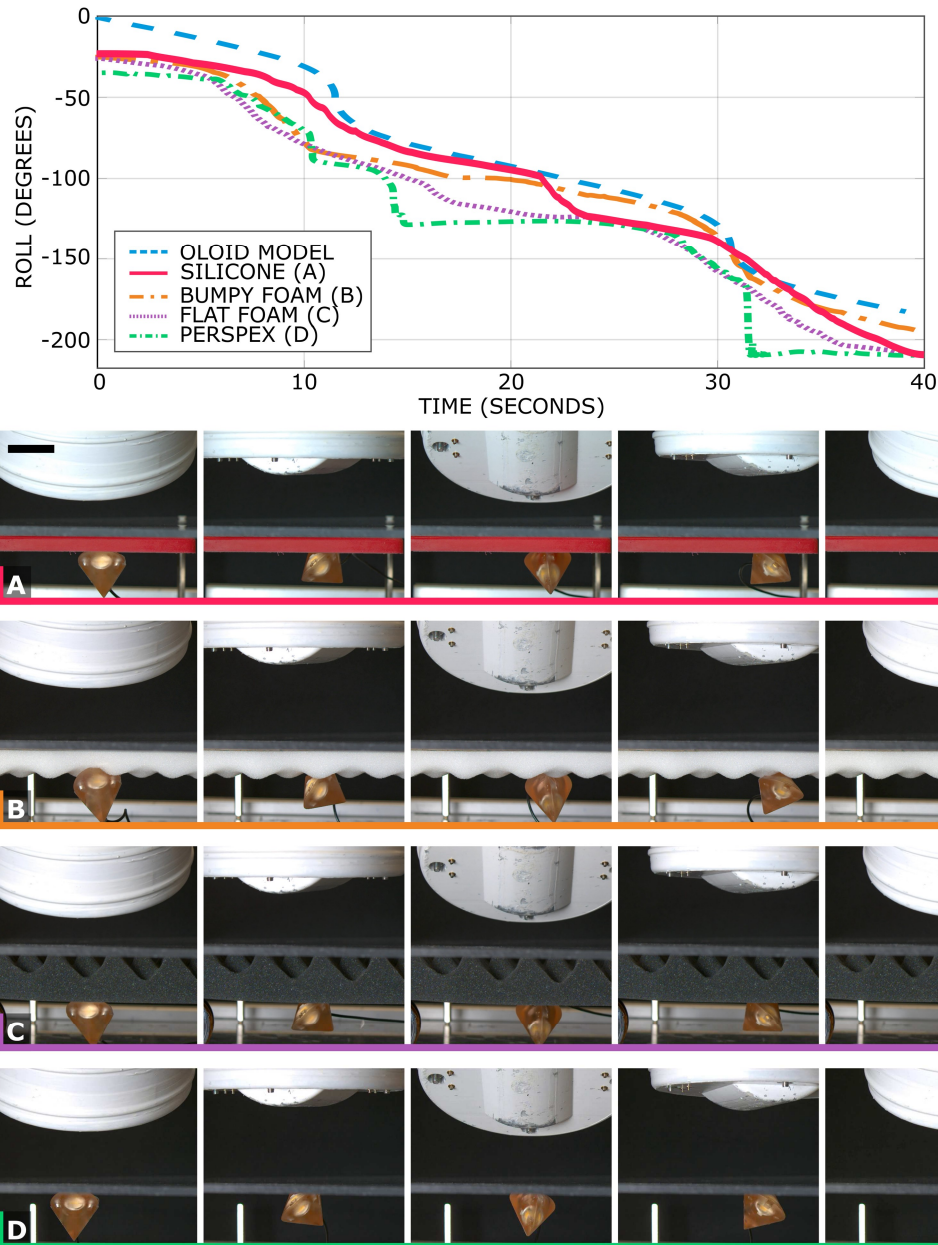 0
-50
-100
-150
-200
ROLL (DEGREES)
OLOID MODEL
SILICONE (A)
BUMPY FOAM (B)
FLAT FOAM (C)
PERSPEX (D)
0
10
20
30
40
TIME (SECONDS)
A
B
C
D